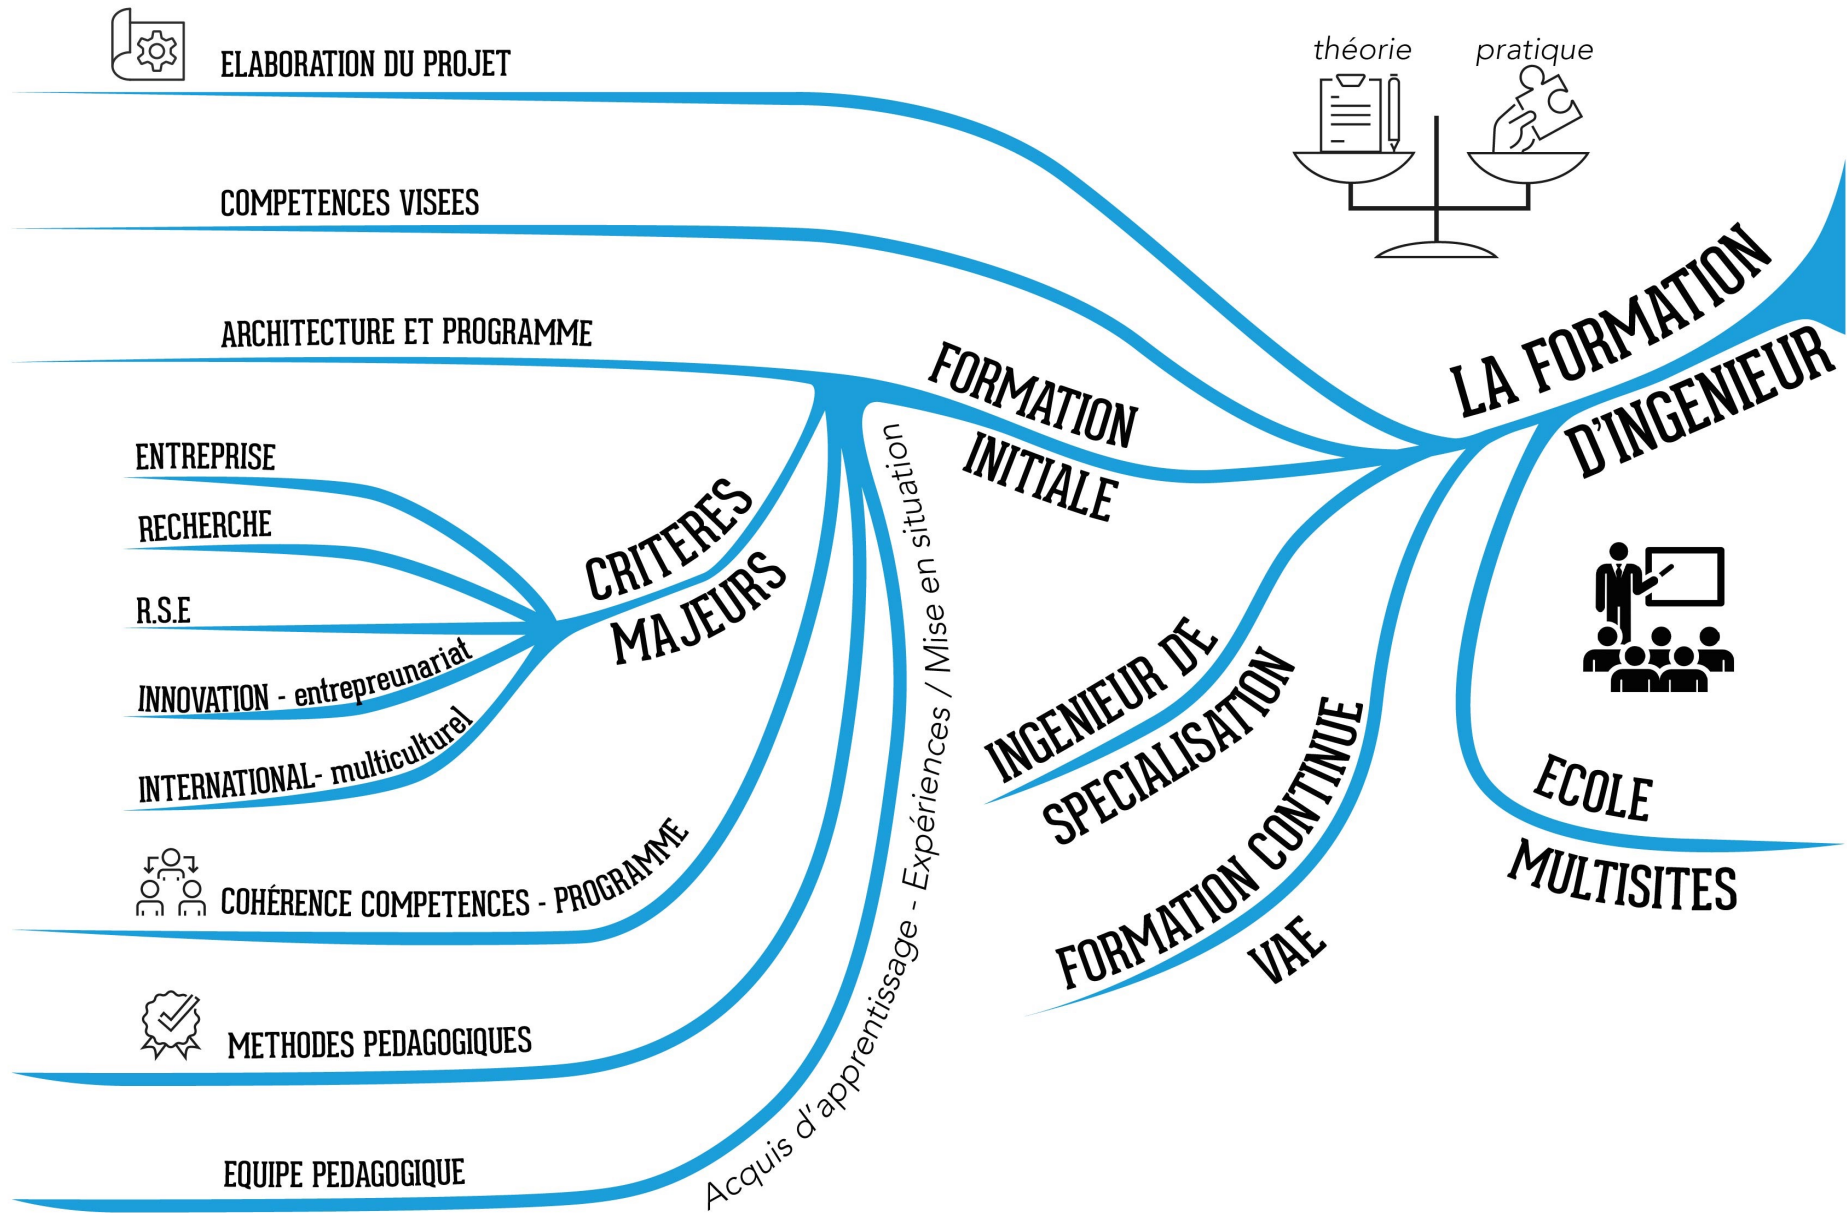 ELABORATION DU PROJET
COMPETENCES VISEES
ARCHITECTURE ET PROGRAMME
ENTREPRISE
RECHERCHE
R.S.E
INNOVATION - entrepreunariat
INTERNATIONAL- multiculturel
CRITERES
MAJEURS
COHÉRENCE COMPETENCES - PROGRAMME
METHODES PEDAGOGIQUES
EQUIPE PEDAGOGIQUE
Acquis d'apprentissage - Expériences / Mise en situation
FORMATION
INITIALE
théorie
pratique
LA FORMATION
D'INGENIEUR
INGENIEUR DE
SPECIALISATION
FORMATION CONTINUE
VAE
ECOLE
MULTISITES